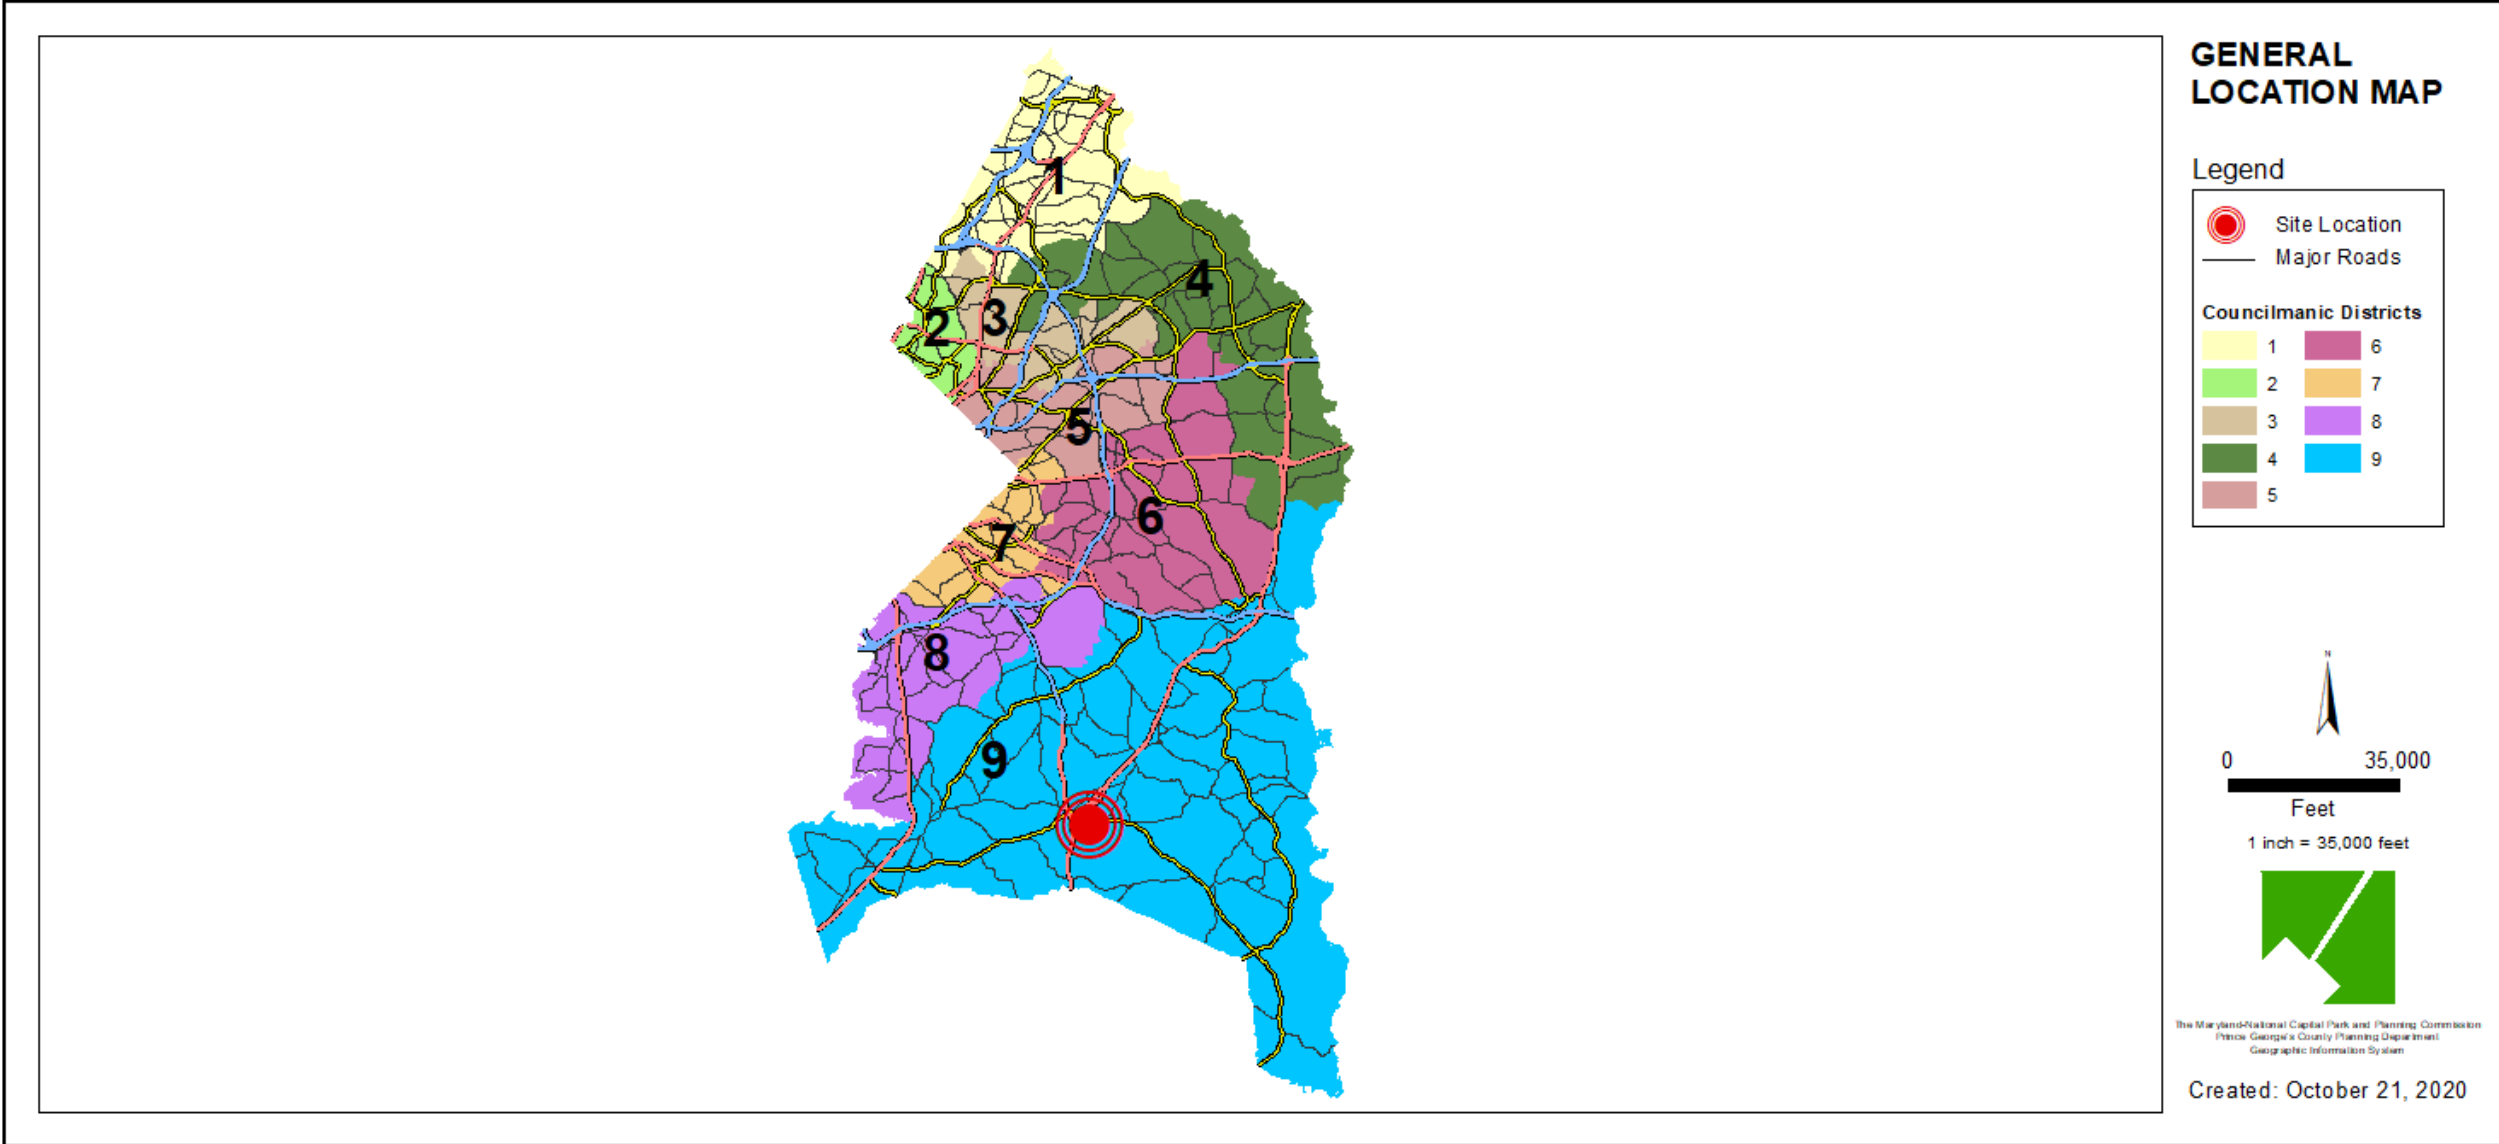 GENERAL
LOCATION MAP
Legend
Site Location
Major Roads
Councilmanic Districts
1 6
2 7
3 8
4 9
5
1
4
3
2
5
6
7
8
9
N
0 35,000
Feet
1 inch = 35,000 feet
The Maryland-National Capital Park and Planning Commission
Prince George's County Planning Department
Geographic Information System
Created: October 21, 2020